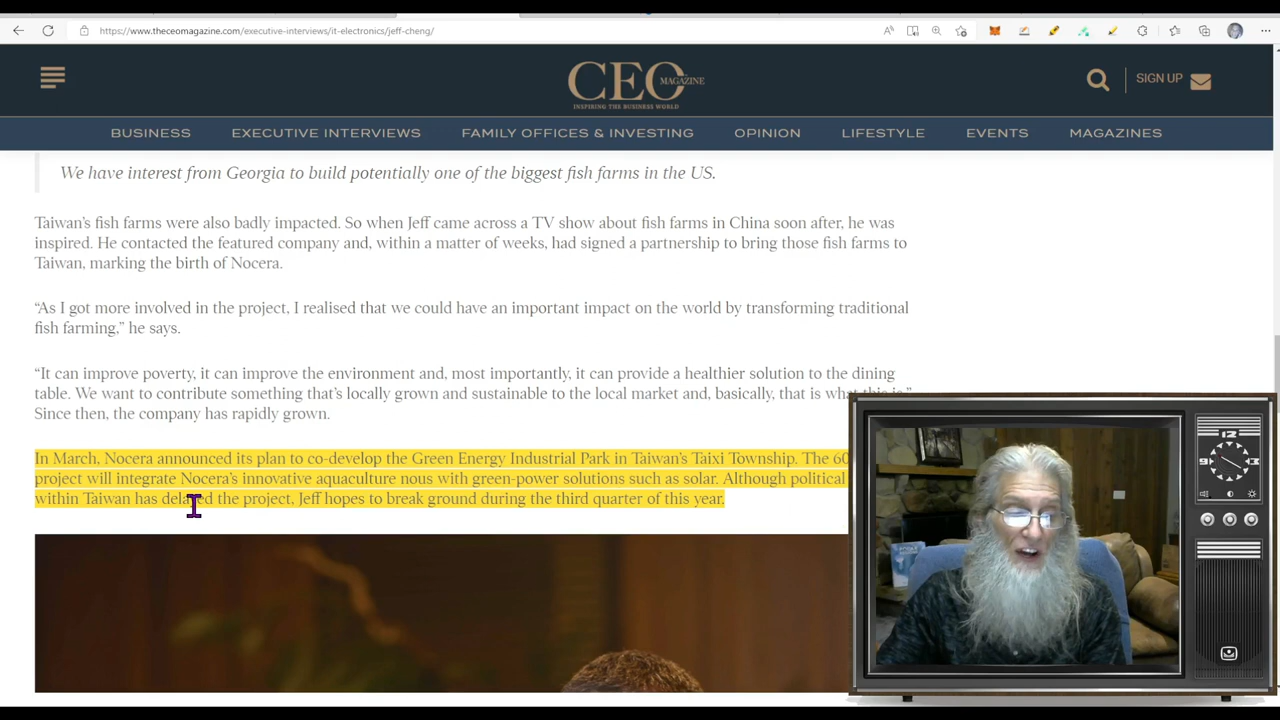 https://www.theceomagazine.com/executive-interviews/it-electronics/jeff-cheng/
CEO
MAGAZINE
INSPIRING THE BUSINESS WORLD
SIGN UP
BUSINESS EXECUTIVE INTERVIEWS FAMILY OFFICES & INVESTING OPINION LIFESTYLE EVENTS MAGAZINES
We have interest from Georgia to build potentially one of the biggest fish farms in the US.
Taiwan’s fish farms were also badly impacted. So when Jeff came across a TV show about fish farms in China soon after, he was
inspired. He contacted the featured company and, within a matter of weeks, had signed a partnership to bring those fish farms to
Taiwan, marking the birth of Nocera.
“As I got more involved in the project, I realised that we could have an important impact on the world by transforming traditional
fish farming,” he says.
“It can improve poverty, it can improve the environment and, most importantly, it can provide a healthier solution to the dining
table. We want to contribute something that’s locally grown and sustainable to the local market and, basically, that is what this is.”
Since then, the company has rapidly grown.
In March, Nocera announced its plan to co-develop the Green Energy Industrial Park in Taiwan’s Taixi Township. The
project will integrate Nocera’s innovative aquaculture nous with green-power solutions such as solar. Although political
within Taiwan has delayed the project, Jeff hopes to break ground during the third quarter of this year.
12